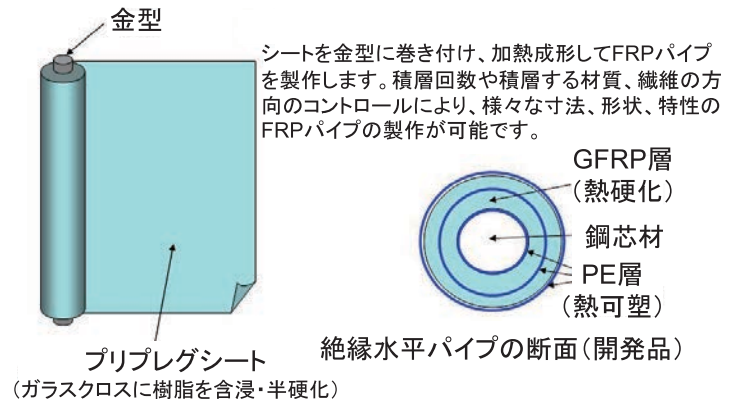 金型
シートを金型に巻き付け、加熱成形してFRPパイプ
を製作します。積層回数や積層する材質、繊維の方
向のコントロールにより、様々な寸法、形状、特性の
FRPパイプの製作が可能です。
GFRP層
（熱硬化）
鋼芯材
PE層
（熱可塑）
絶縁水平パイプの断面（開発品）
プリプレグシート
（ガラスクロスに樹脂を含浸・半硬化）